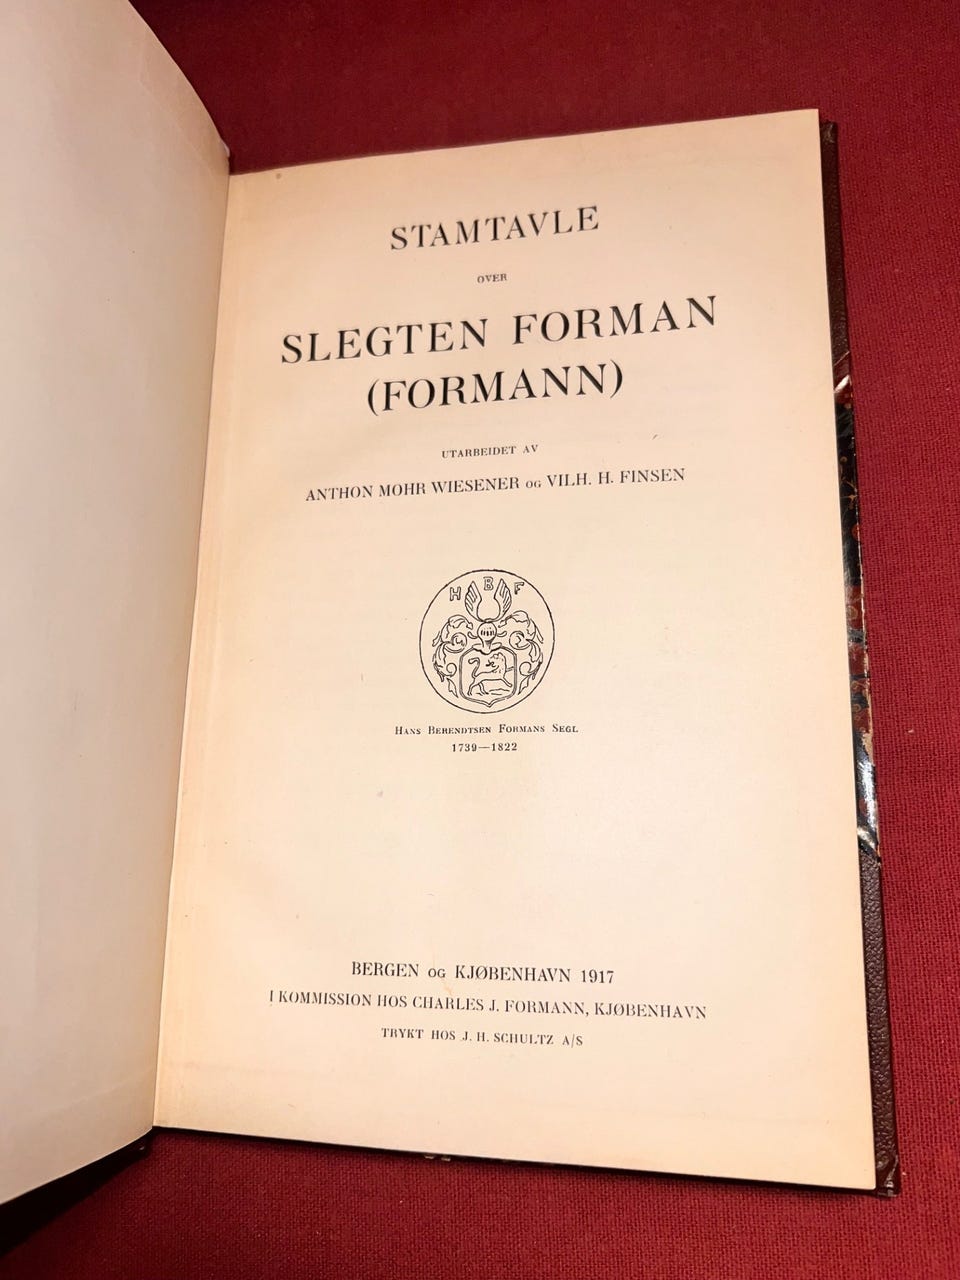 STAMTAVLE
OVER
SLEGTEN FORMAN
(FORMANN)
UTARBEIDET AV
ANTHON MOHR WIESENER OG VILH. H. FINSEN
H B F
HANS BERENDTSEN FORMANS SEGL
1739—1822
BERGEN OG KJØBENHAVN 1917
I KOMMISSION HOS CHARLES J. FORMANN, KJØBENHAVN
TRYKT HOS J. H. SCHULTZ A/S